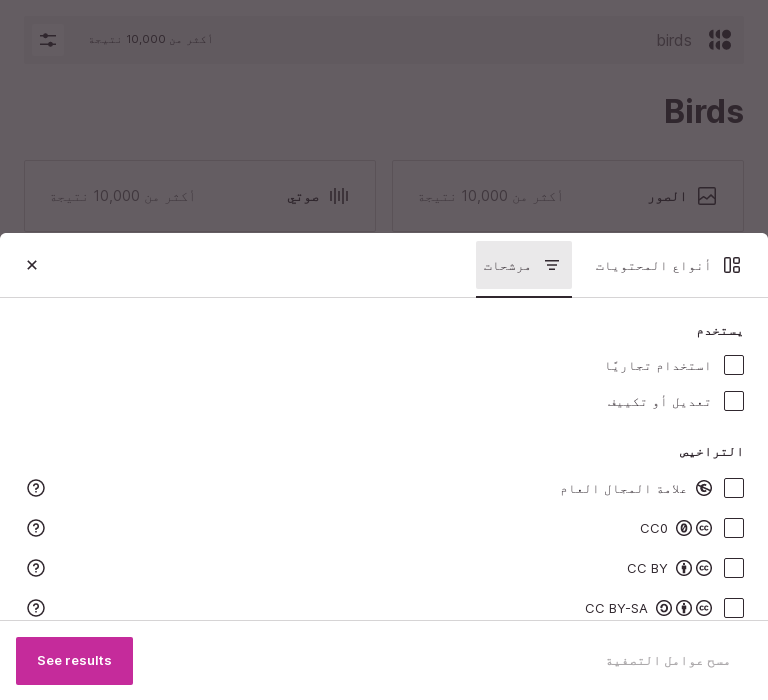 birds
أكثر من 10,000 نتيجة
Birds
الصور
أكثر من 10,000 نتيجة
صوتي
أكثر من 10,000 نتيجة
أنواع المحتويات
مرشحات
يستخدم
استخدام تجاريًا
تعديل أو تكييف
التراخيص
علامة المجال العام
CC0
CC BY
CC BY-SA
مسح عوامل التصفية
See results